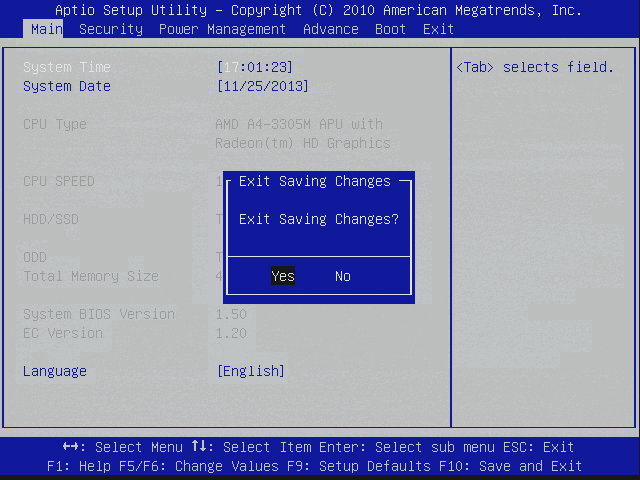 Aptio Setup Utility – Copyright (C) 2010 American Megatrends, Inc.
Main Security Power Management Advance Boot Exit
System Time [17:01:23] <Tab> selects field.
System Date [11/25/2013]
CPU Type AMD A4-3305M APU with
Radeon(tm) HD Graphics
CPU SPEED 1
Exit Saving Changes
HDD/SSD T
Exit Saving Changes?
ODD T
Total Memory Size 4
Yes No
System BIOS Version 1.50
EC Version 1.20
Language [English]
↔: Select Menu ↑↓: Select Item Enter: Select sub menu ESC: Exit
F1: Help F5/F6: Change Values F9: Setup Defaults F10: Save and Exit